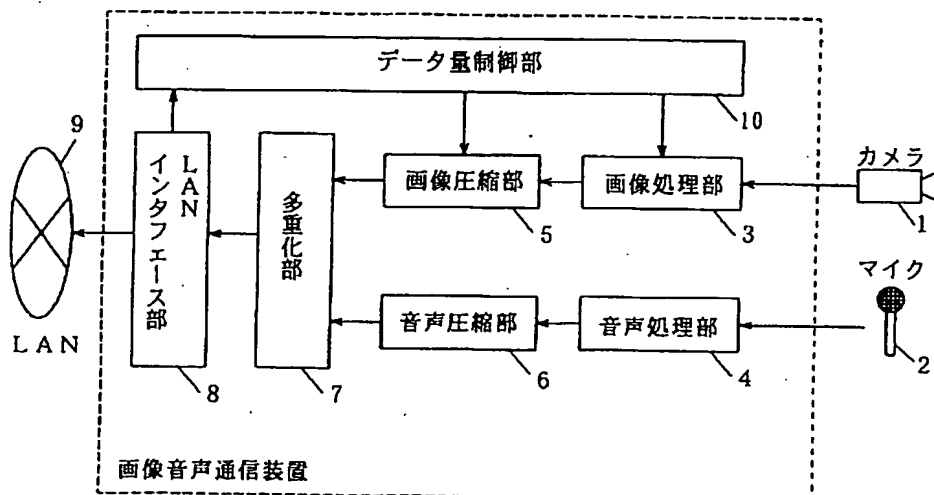 データ量制御部
10
9
LAN
LAN
インタフェース部
8
多重化部
7
画像圧縮部
5
画像処理部
3
カメラ
1
音声圧縮部
6
音声処理部
4
マイク
2
画像音声通信装置